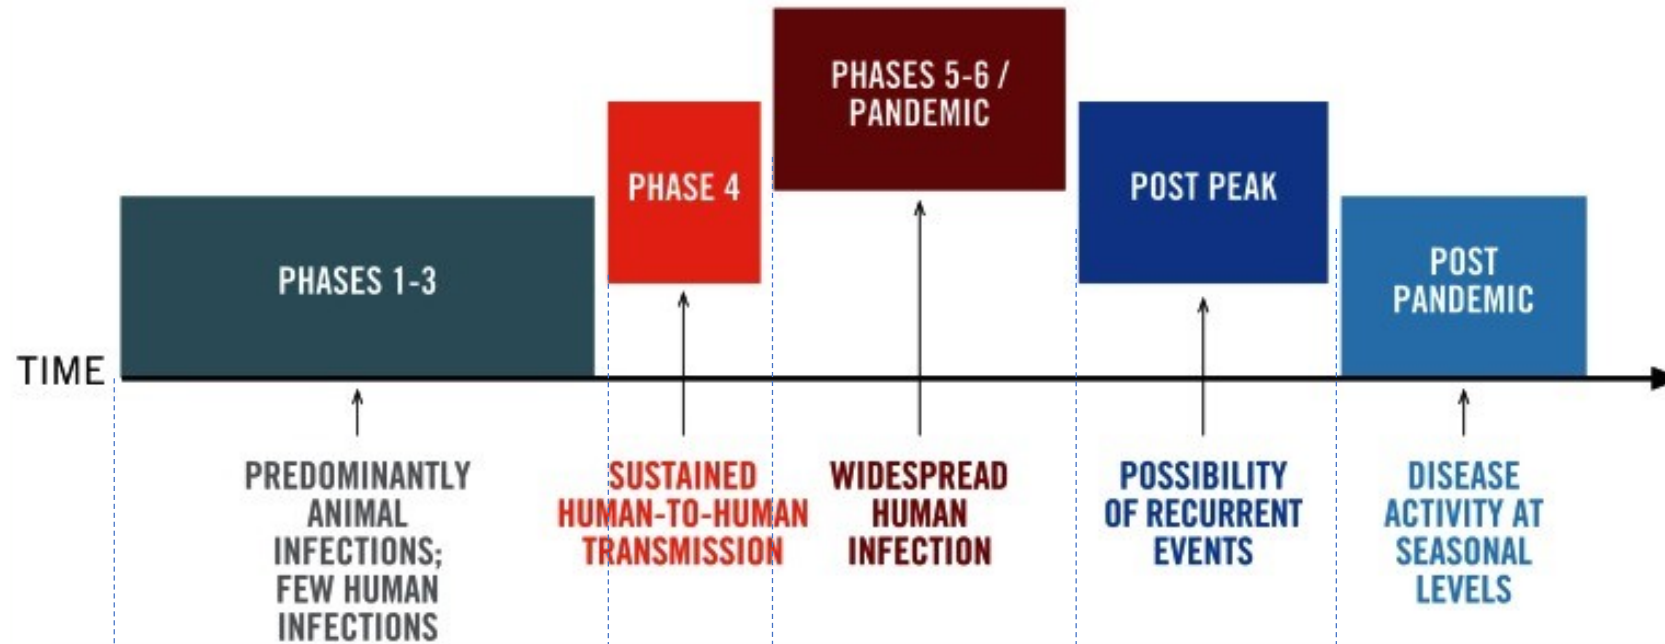 PHASES 5-6 /
PANDEMIC
PHASE 4
POST PEAK
PHASES 1-3
POST
PANDEMIC
TIME
PREDOMINANTLY
ANIMAL
INFECTIONS;
FEW HUMAN
INFECTIONS
SUSTAINED
HUMAN-TO-HUMAN
TRANSMISSION
WIDESPREAD
HUMAN
INFECTION
POSSIBILITY
OF RECURRENT
EVENTS
DISEASE
ACTIVITY AT
SEASONAL
LEVELS